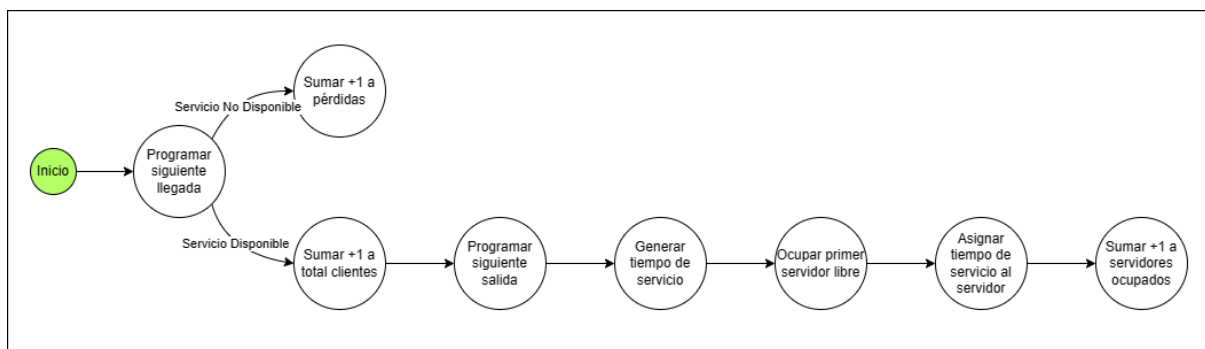 Sumar +1 a
pérdidas
Servicio No Disponible
Inicio
Programar
siguiente
llegada
Servicio Disponible
Sumar +1 a
total clientes
Programar
siguiente
salida
Generar
tiempo de
servicio
Ocupar primer
servidor libre
Asignar
tiempo de
servicio al
servidor
Sumar +1 a
servidores
ocupados